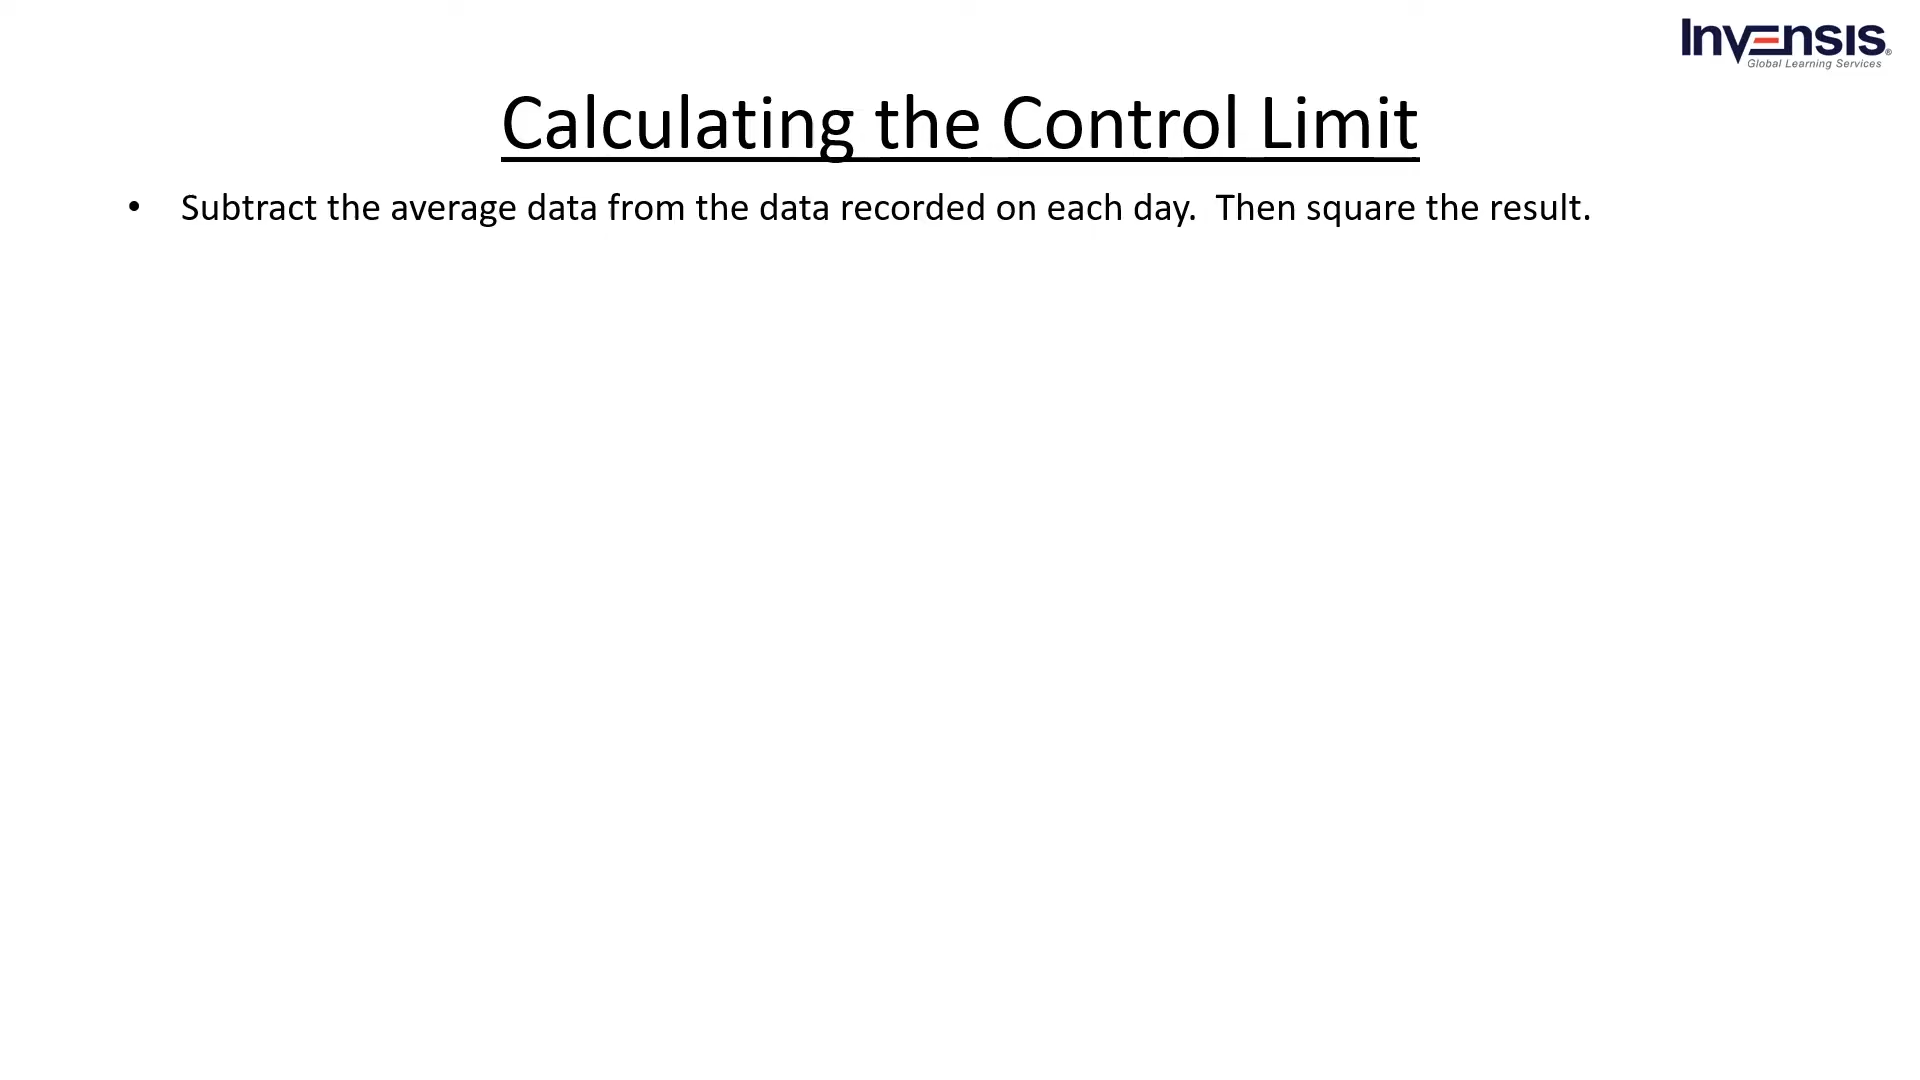 Invensis®
Global Learning Services
Calculating the Control Limit
• Subtract the average data from the data recorded on each day.  Then square the result.